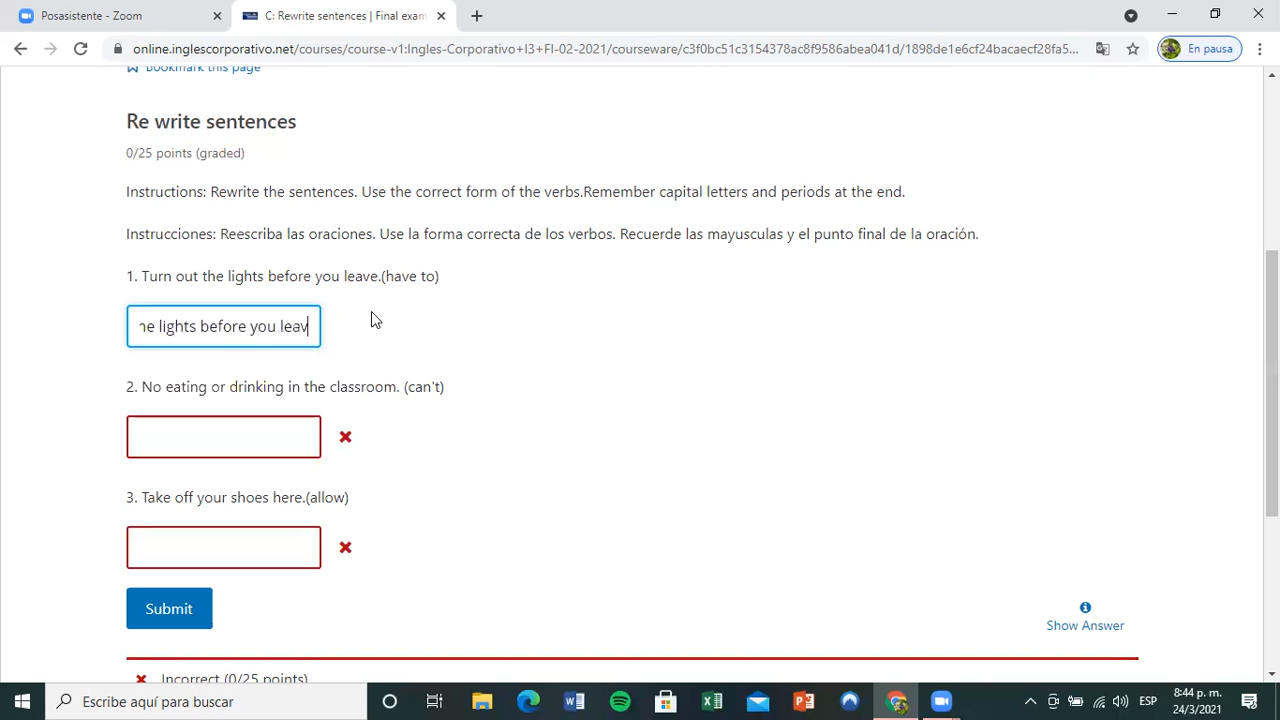 Posasistente - Zoom
C: Rewrite sentences | Final exam
online.inglescorporativo.net/courses/course-v1:Ingles-Corporativo+I3+FI-02-2021/courseware/c3f0bc51c3154378ac8f9586abea041d/1898de1e6cf24bacaecf28fa5...
En pausa
Bookmark this page
Re write sentences
0/25 points (graded)
Instructions: Rewrite the sentences. Use the correct form of the verbs.Remember capital letters and periods at the end.
Instrucciones: Reescriba las oraciones. Use la forma correcta de los verbos. Recuerde las mayusculas y el punto final de la oración.
1. Turn out the lights before you leave.(have to)
he lights before you leav
2. No eating or drinking in the classroom. (can't)
3. Take off your shoes here.(allow)
Submit
Show Answer
Incorrect (0/25 points)
Escribe aquí para buscar
ESP
8:44 p. m.
24/3/2021